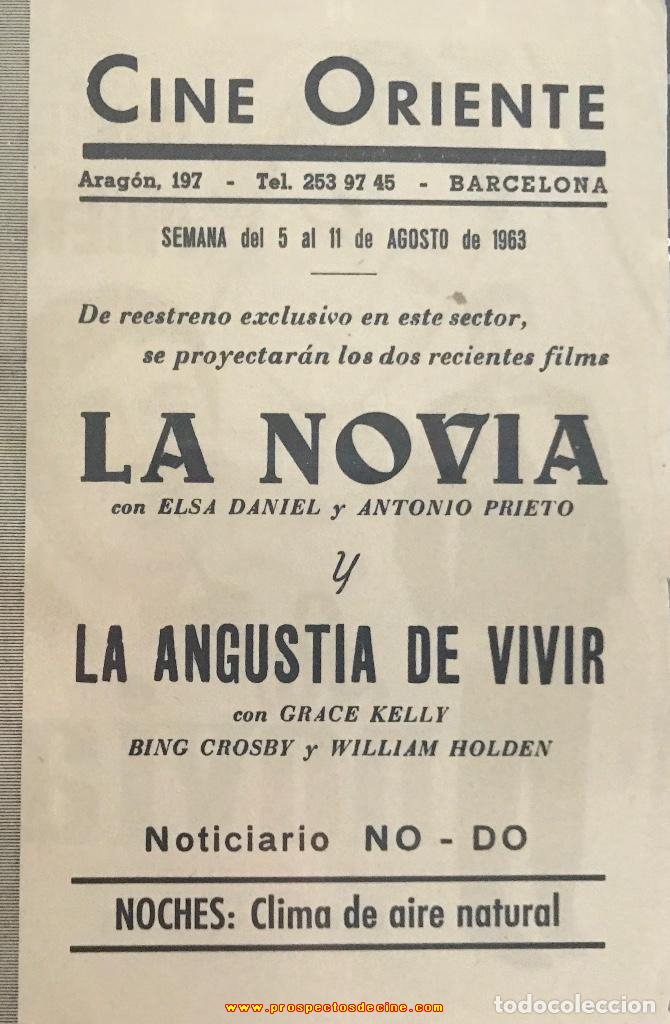 CINE ORIENTE
Aragón, 197 - Tel. 253 97 45 - BARCELONA
SEMANA del 5 al 11 de AGOSTO de 1963
De reestreno exclusivo en este sector,
se proyectarán los dos recientes films
LA NOVIA
con ELSA DANIEL y ANTONIO PRIETO
y
LA ANGUSTIA DE VIVIR
con GRACE KELLY
BING CROSBY y WILLIAM HOLDEN
Noticiario NO - DO
NOCHES: Clima de aire natural
www.prospectosdecine.com
todocoleccion